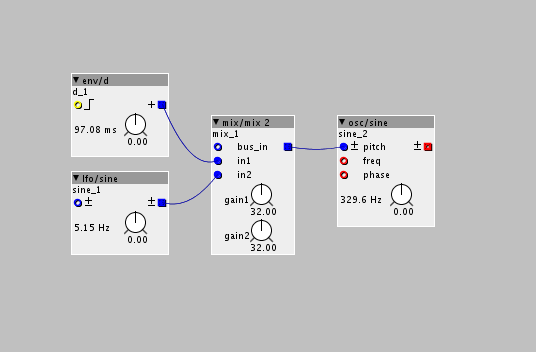 env/d
d_1
+
97.08 ms
0.00
lfo/sine
sine_1
± ±
5.15 Hz
0.00
mix/mix 2
mix_1
bus_in
in1
in2
gain1
32.00
gain2
32.00
osc/sine
sine_2
± pitch ±
freq
phase
329.6 Hz
0.00